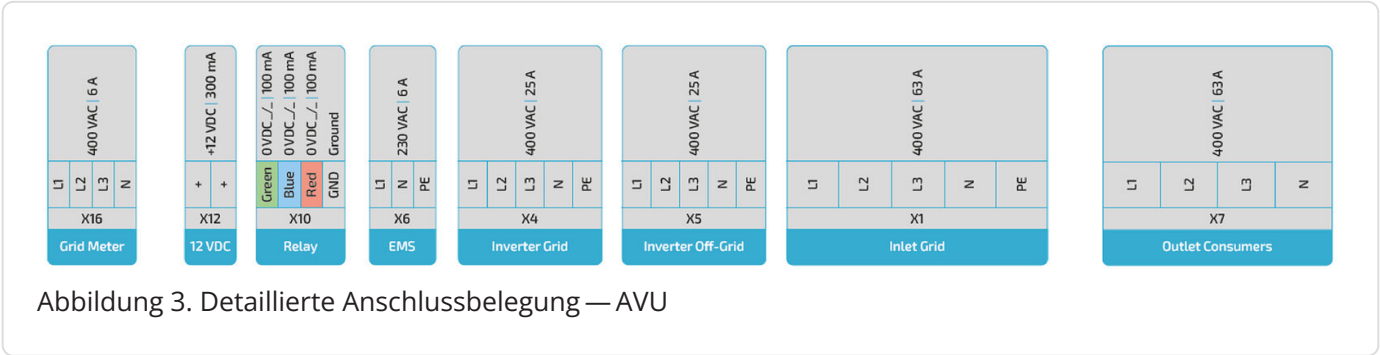 400 VAC | 6 A
L1 L2 L3 N
X16
Grid Meter
+12 VDC | 300 mA
+ +
X12
12 VDC
0 VDC_/_ | 100 mA
0 VDC_/_ | 100 mA
0 VDC_/_ | 100 mA
Ground
Green Blue Red GND
X10
Relay
230 VAC | 6 A
L1 N PE
X6
EMS
400 VAC | 25 A
L1 L2 L3 N PE
X4
Inverter Grid
400 VAC | 25 A
L1 L2 L3 N PE
X5
Inverter Off-Grid
400 VAC | 63 A
L1 L2 L3 N PE
X1
Inlet Grid
400 VAC | 63 A
L1 L2 L3 N
X7
Outlet Consumers
Abbildung 3. Detaillierte Anschlussbelegung — AVU